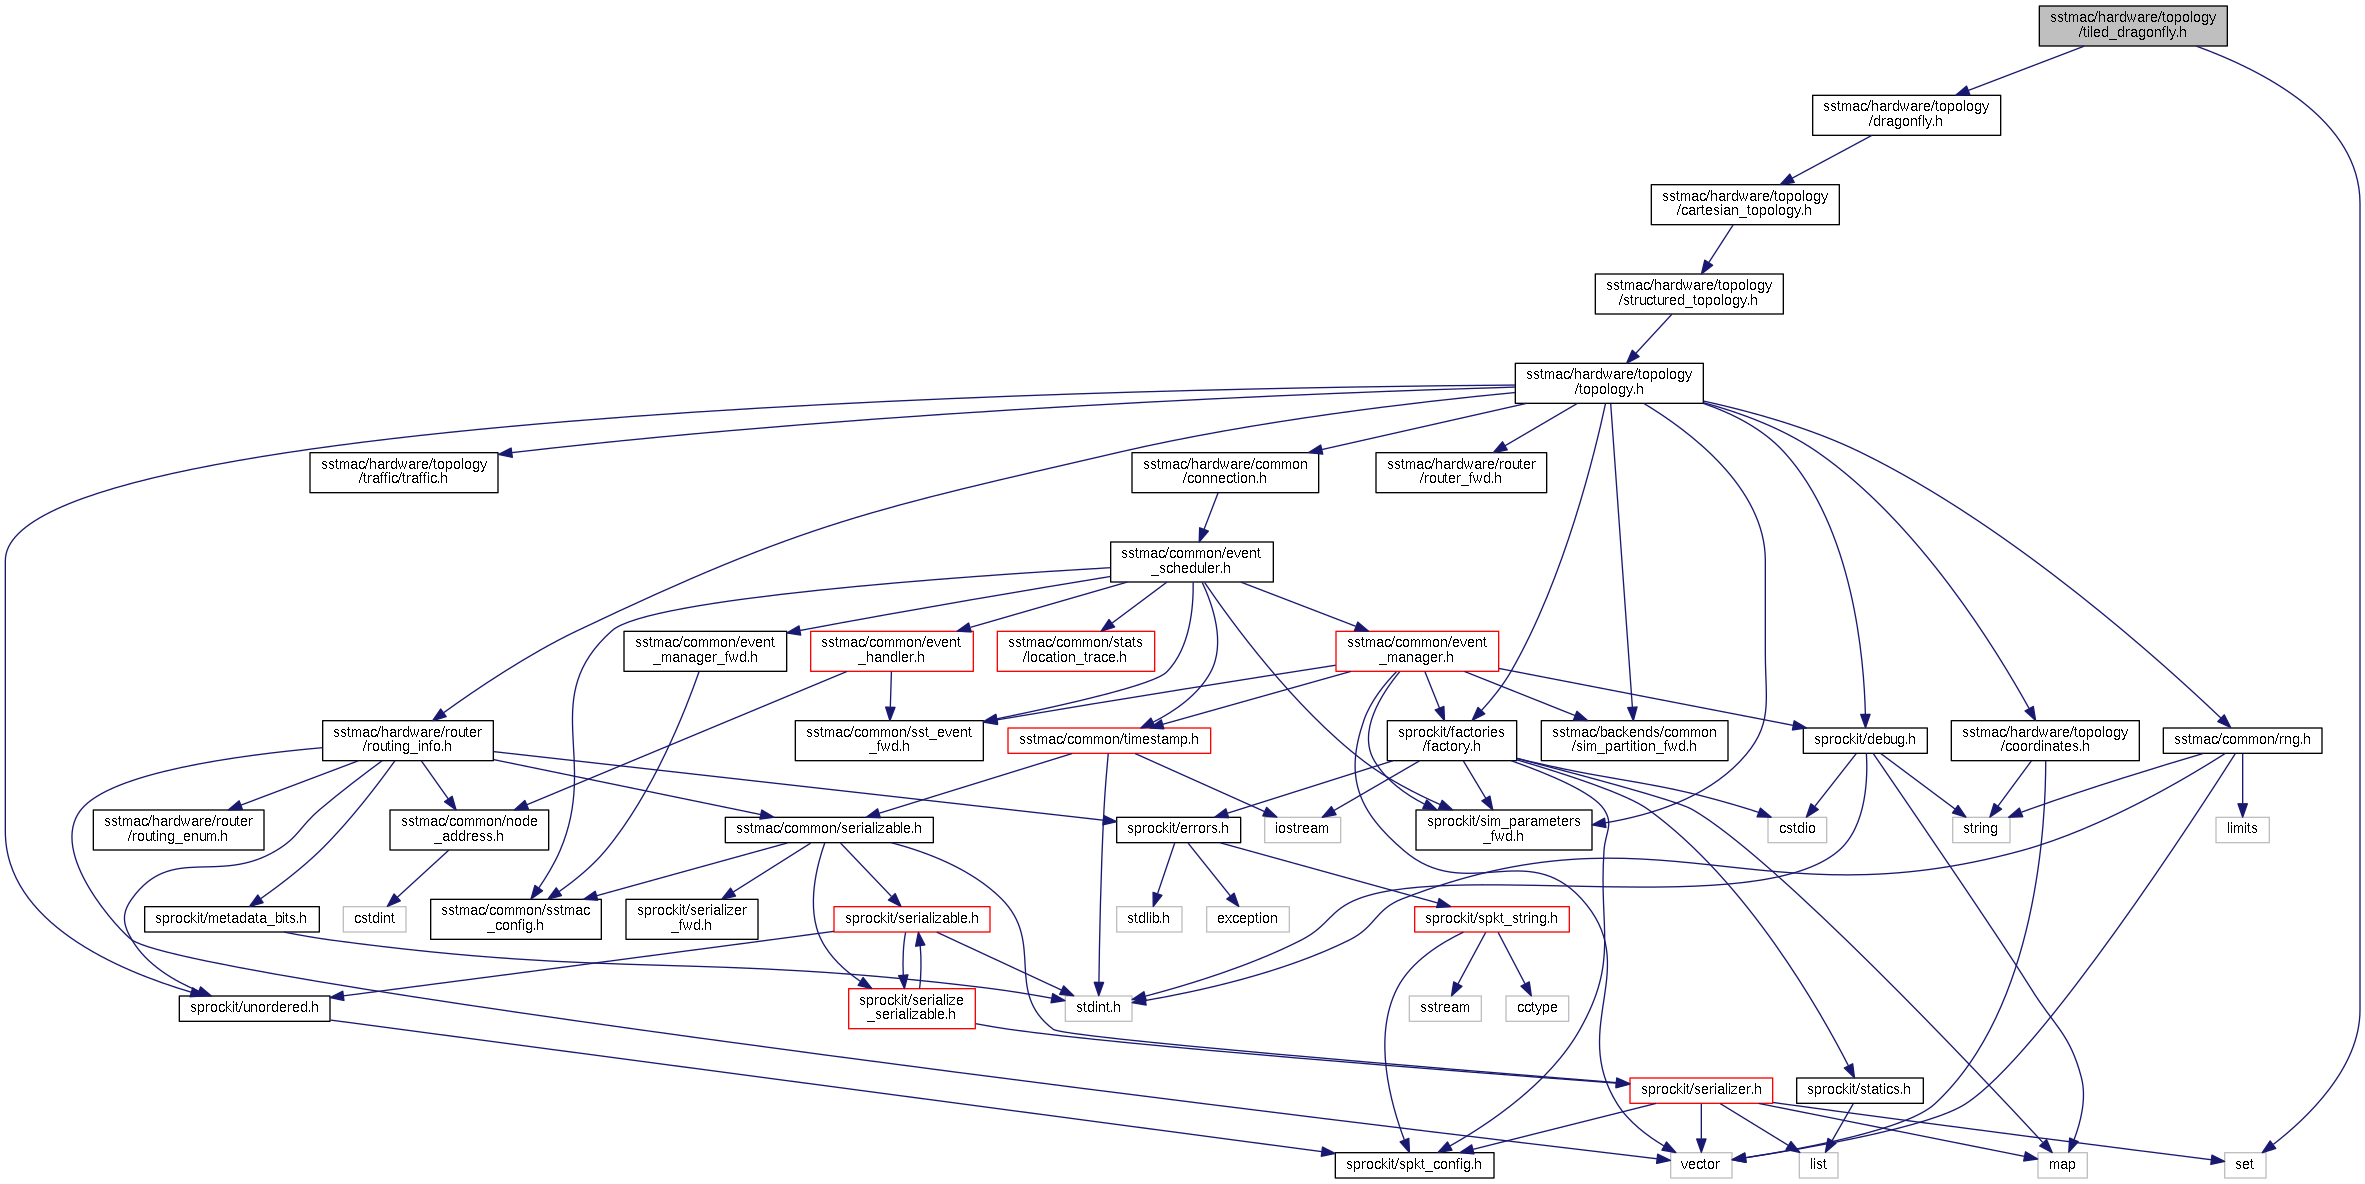 sstmac/hardware/topology
/tiled_dragonfly.h
sstmac/hardware/topology
/dragonfly.h
sstmac/hardware/topology
/cartesian_topology.h
sstmac/hardware/topology
/structured_topology.h
sstmac/hardware/topology
/topology.h
sstmac/hardware/topology
/traffic/traffic.h
sstmac/hardware/common
/connection.h
sstmac/hardware/router
/router_fwd.h
sstmac/common/event
_scheduler.h
sstmac/common/event
_manager_fwd.h
sstmac/common/event
_handler.h
sstmac/common/stats
/location_trace.h
sstmac/common/event
_manager.h
sstmac/hardware/router
/routing_info.h
sstmac/common/sst_event
_fwd.h
sstmac/common/timestamp.h
sprockit/factories
/factory.h
sstmac/backends/common
/sim_partition_fwd.h
sprockit/debug.h
sstmac/hardware/topology
/coordinates.h
sstmac/common/rng.h
sstmac/hardware/router
/routing_enum.h
sstmac/common/node
_address.h
sstmac/common/serializable.h
sprockit/errors.h
iostream
sprockit/sim_parameters
_fwd.h
cstdio
string
limits
sprockit/metadata_bits.h
cstdint
sstmac/common/sstmac
_config.h
sprockit/serializer
_fwd.h
sprockit/serializable.h
stdlib.h
exception
sprockit/spkt_string.h
sprockit/unordered.h
sprockit/serialize
_serializable.h
stdint.h
sstream
cctype
sprockit/serializer.h
sprockit/statics.h
sprockit/spkt_config.h
vector
list
map
set